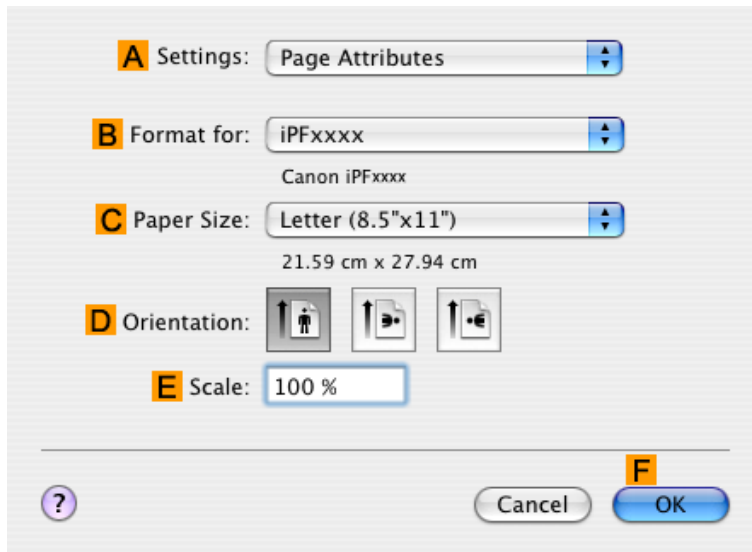 A Settings: Page Attributes
B Format for: iPFxxxx
Canon iPFxxxx
C Paper Size: Letter (8.5"x11")
21.59 cm x 27.94 cm
D Orientation:
E Scale: 100 %
F
? Cancel OK